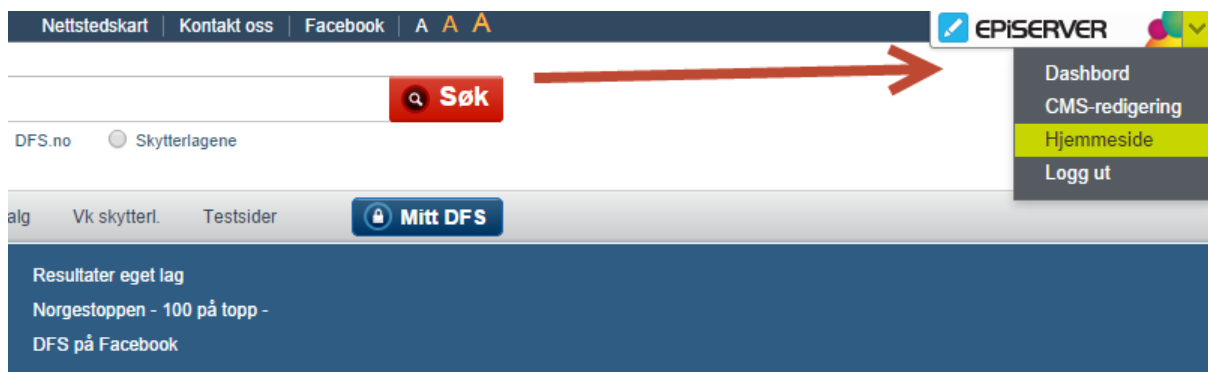 Nettstedskart | Kontakt oss | Facebook | A A A
EPiSERVER
Dashbord
CMS-redigering
Hjemmeside
Logg ut
Søk
DFS.no Skytterlagene
alg Vk skytterl. Testsider Mitt DFS
Resultater eget lag
Norgestoppen - 100 på topp -
DFS på Facebook